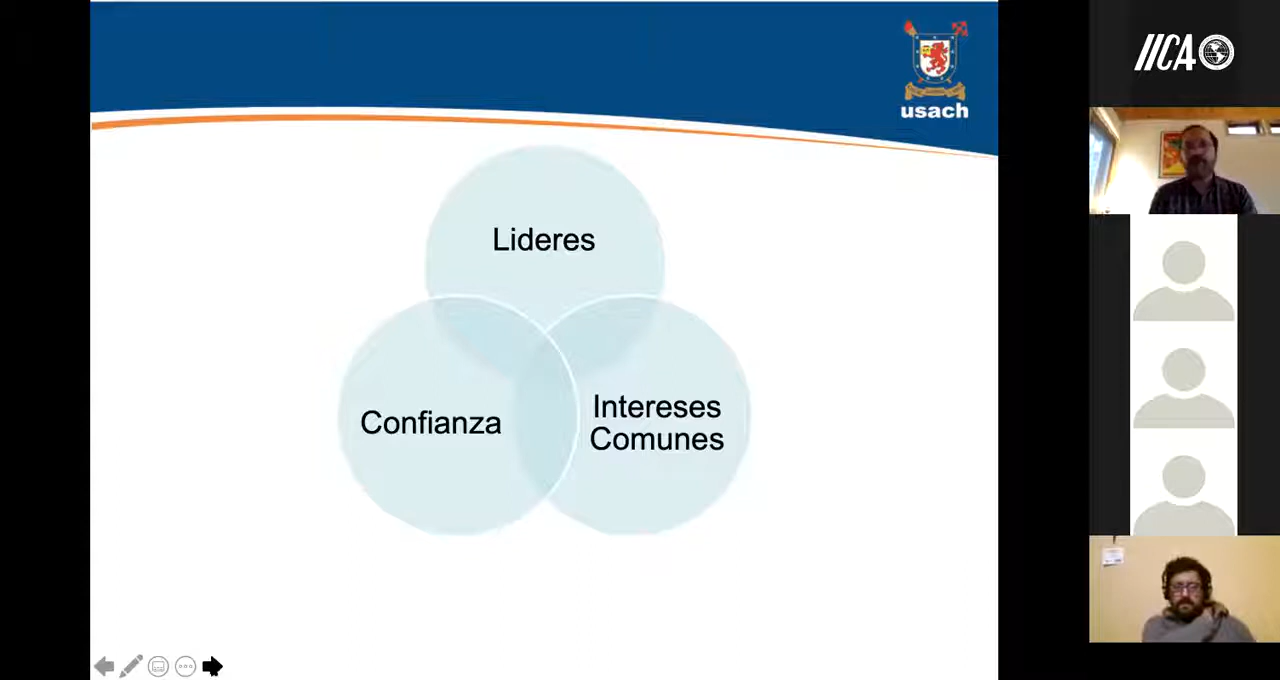 usach
IICA
Lideres
Confianza
Intereses
Comunes